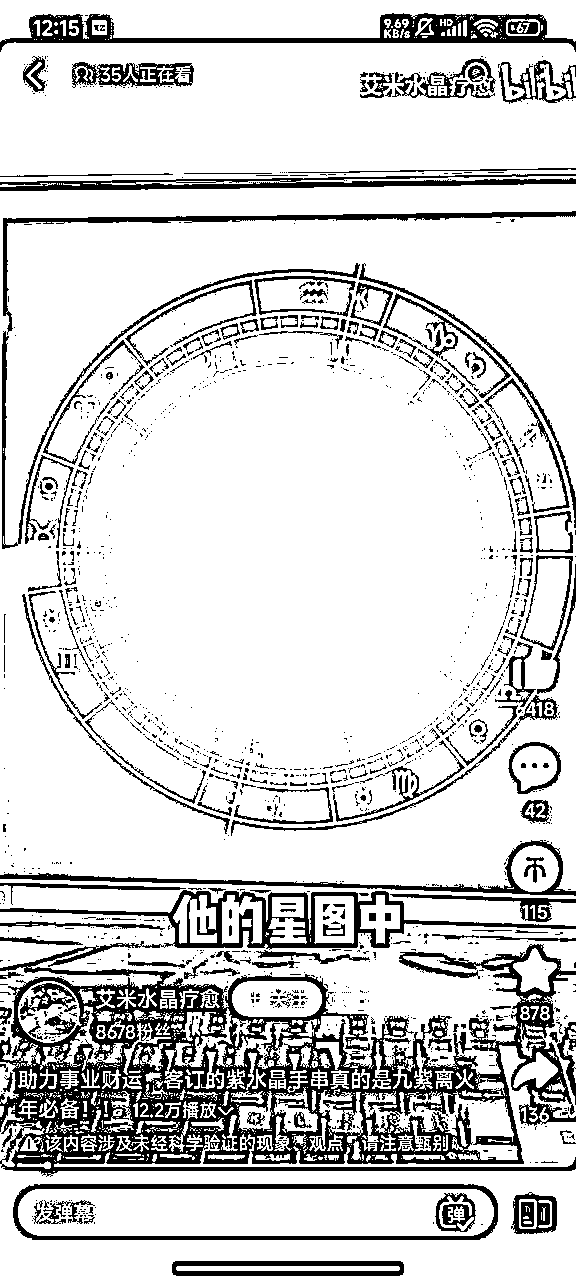 12:15
9.69
KB/s
HD
67
35人正在看
艾米水晶疗愈 bilibili
418
42
115
他的星图中
878
艾米水晶疗愈 + 关注
8678粉丝
助力事业财运，客订的紫水晶手串真的是九紫离火
年必备！！ 12.2万播放
136
该内容涉及未经科学验证的现象、观点，请注意甄别
发弹幕
弹